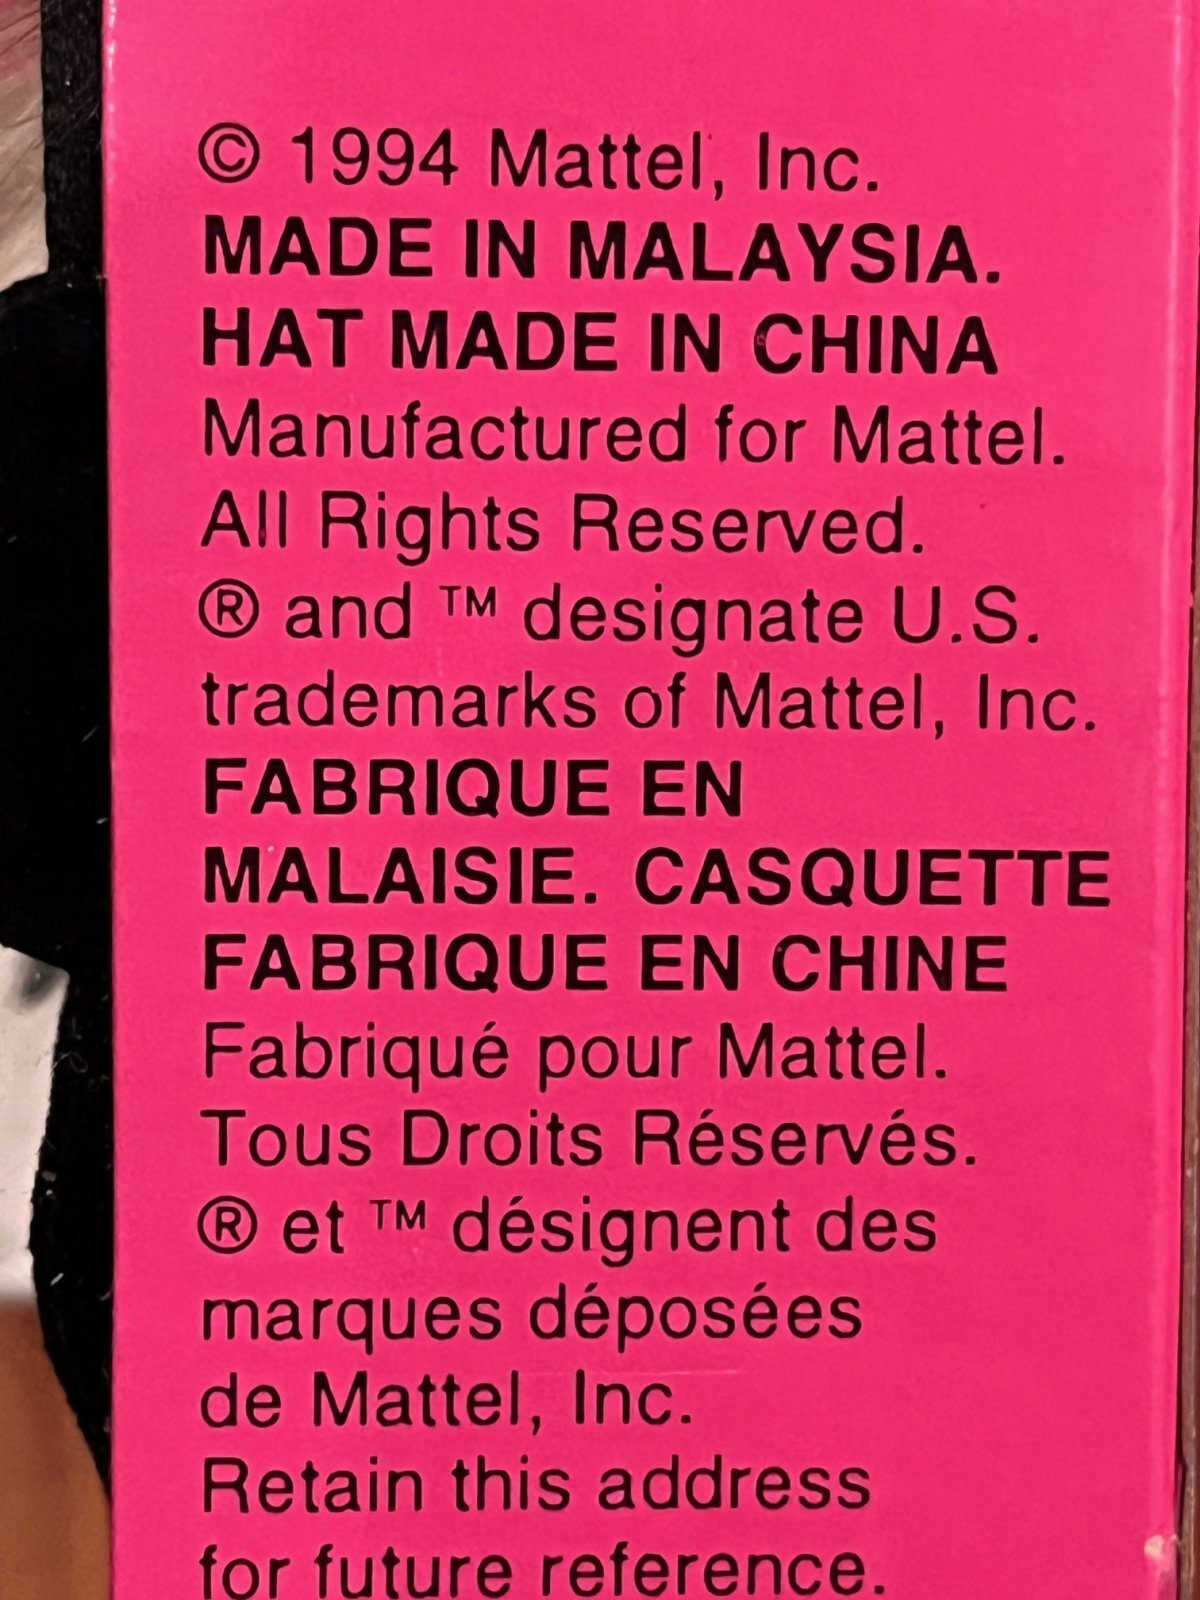 © 1994 Mattel, Inc.
MADE IN MALAYSIA.
HAT MADE IN CHINA
Manufactured for Mattel.
All Rights Reserved.
® and ™ designate U.S.
trademarks of Mattel, Inc.
FABRIQUE EN
MALAISIE. CASQUETTE
FABRIQUE EN CHINE
Fabriqué pour Mattel.
Tous Droits Réservés.
® et ™ désignent des
marques déposées
de Mattel, Inc.
Retain this address
for future reference.